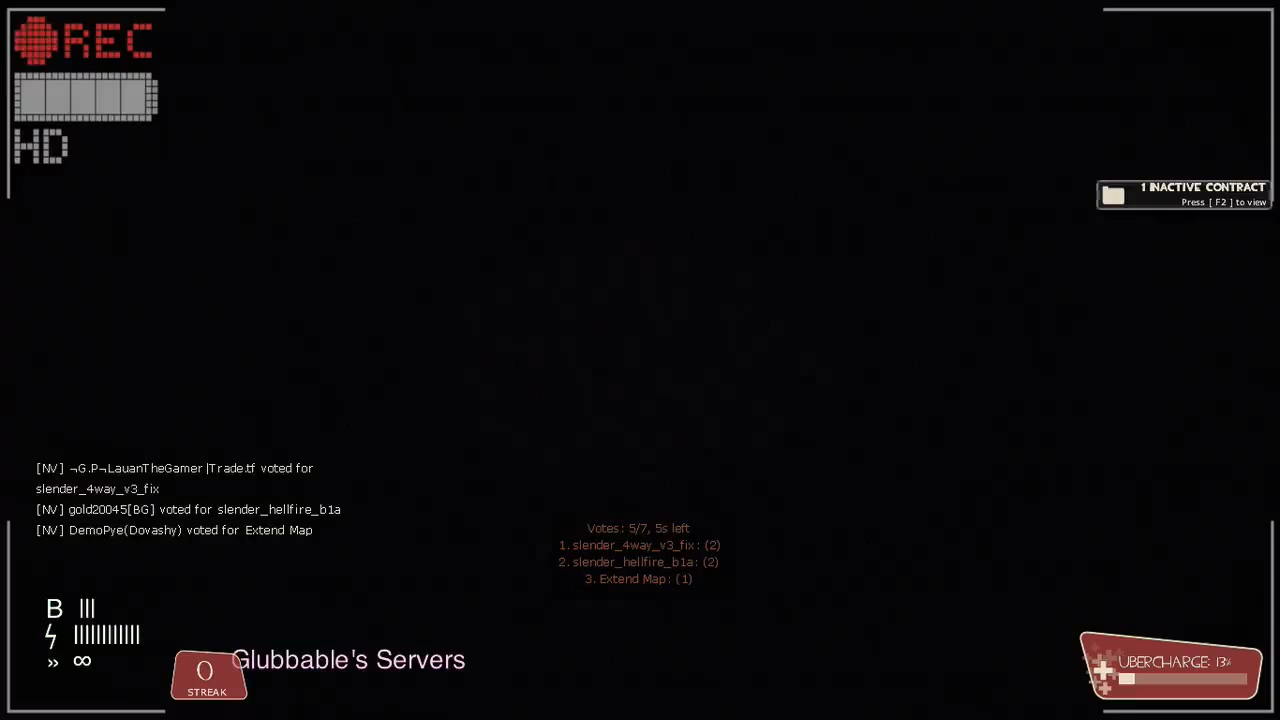 REC
HD
1 INACTIVE CONTRACT
Press [ F2 ] to view
[NV] ¬G.P¬LauanTheGamer |Trade.tf voted for
slender_4way_v3_fix
[NV] gold20045[BG] voted for slender_hellfire_b1a
[NV] DemoPye(Dovashy) voted for Extend Map
Votes: 5/7, 5s left
1. slender_4way_v3_fix: (2)
2. slender_hellfire_b1a: (2)
3. Extend Map: (1)
B |||
ϟ ||||||||||||
» ∞
Glubbable's Servers
0
STREAK
UBERCHARGE: 13%